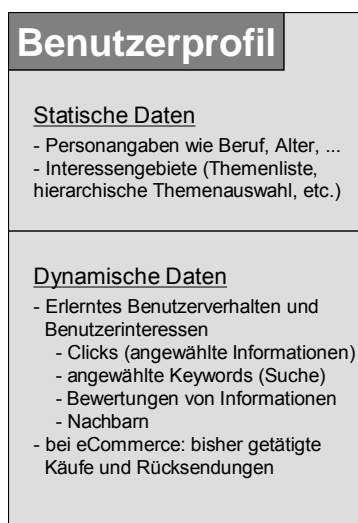 Benutzerprofil
Statische Daten
- Personangaben wie Beruf, Alter, ...
- Interessengebiete (Themenliste,
hierarchische Themenauswahl, etc.)
Dynamische Daten
- Erlerntes Benutzerverhalten und
Benutzerinteressen
- Clicks (angewählte Informationen)
- angewählte Keywords (Suche)
- Bewertungen von Informationen
- Nachbarn
- bei eCommerce: bisher getätigte
Käufe und Rücksendungen